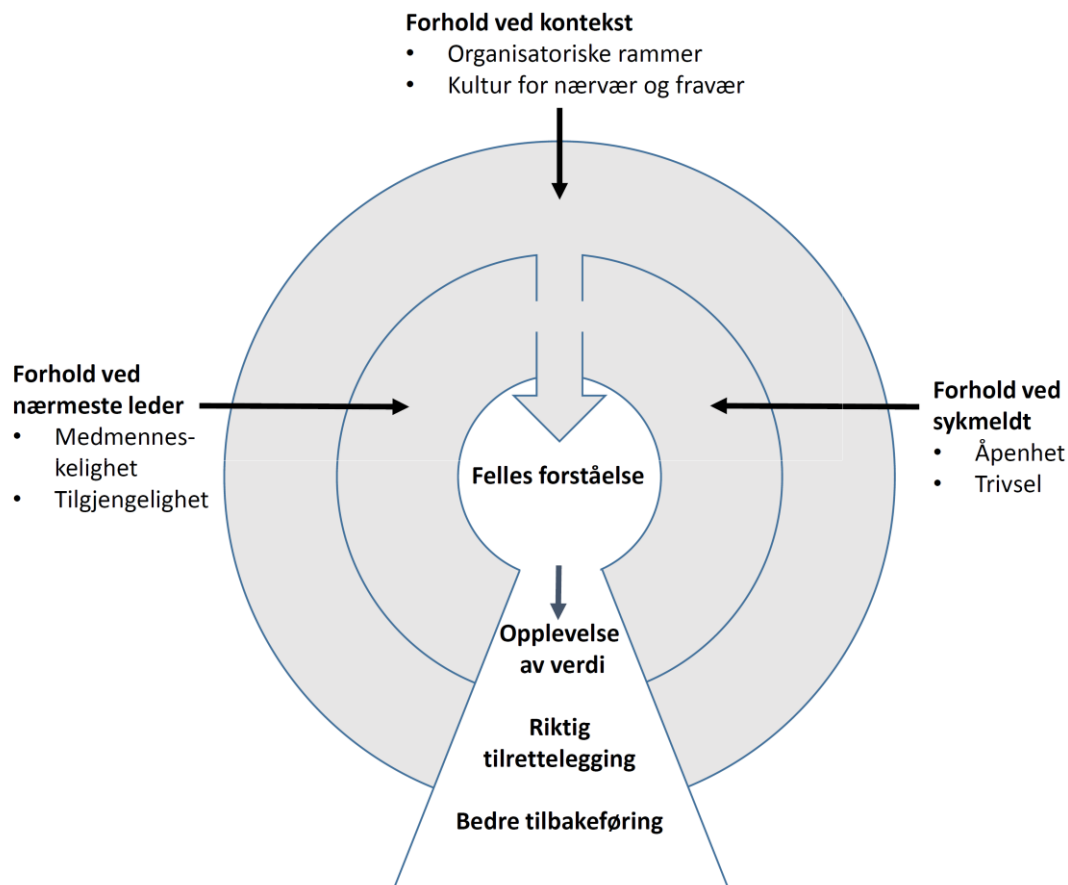 Forhold ved kontekst
• Organisatoriske rammer
• Kultur for nærvær og fravær
Forhold ved
nærmeste leder
• Medmennes-
kelighet
• Tilgjengelighet
Forhold ved
sykmeldt
• Åpenhet
• Trivsel
Felles forståelse
Opplevelse
av verdi
Riktig
tilrettelegging
Bedre tilbakeføring